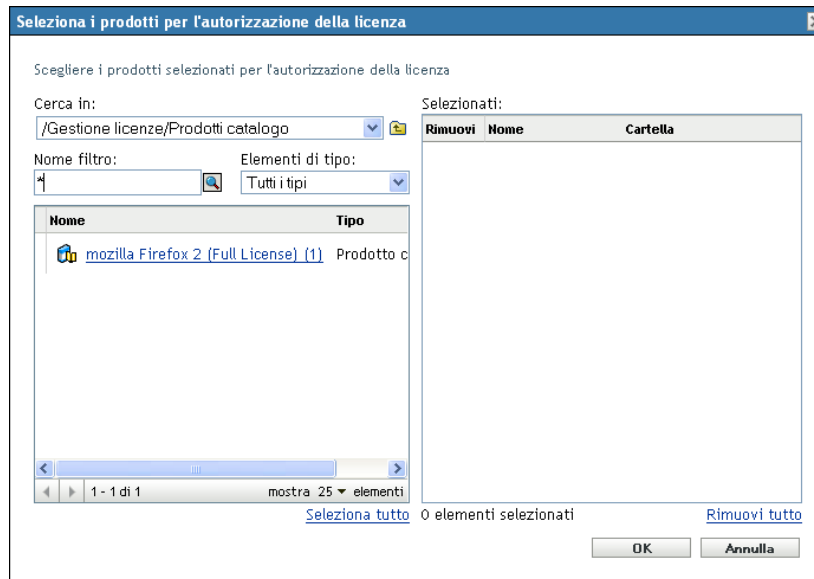 Seleziona i prodotti per l'autorizzazione della licenza
Scegliere i prodotti selezionati per l'autorizzazione della licenza
Cerca in:
/Gestione licenze/Prodotti catalogo
Nome filtro:
Elementi di tipo:
*
Tutti i tipi
Nome Tipo
mozilla Firefox 2 (Full License) (1) Prodotto c
1 - 1 di 1 mostra 25 elementi
Seleziona tutto
Selezionati:
Rimuovi Nome Cartella
0 elementi selezionati Rimuovi tutto
OK Annulla